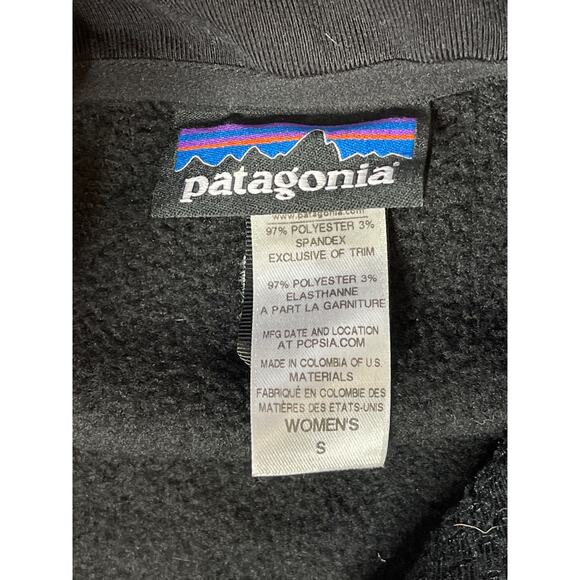 patagonia
www.patagonia.com
97% POLYESTER 3%
SPANDEX
EXCLUSIVE OF TRIM
97% POLYESTER 3%
ELASTHANNE
A PART LA GARNITURE
MFG DATE AND LOCATION
AT PCPSIA.COM
MADE IN COLOMBIA OF U.S.
MATERIALS
FABRIQUÉ EN COLOMBIE DES
MATIÈRES DES ETATS-UNIS
WOMEN'S
S